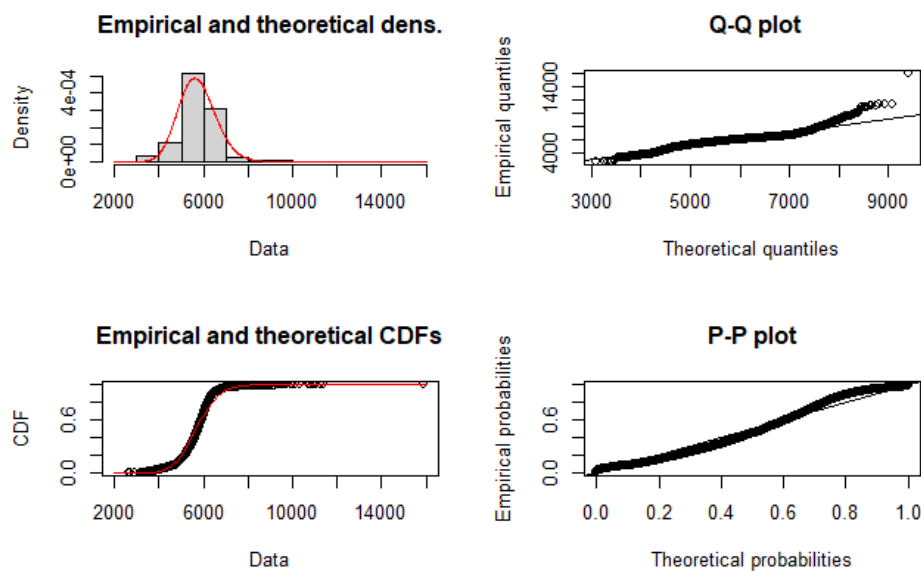 Empirical and theoretical dens.
Density
0e+00
4e-04
2000 6000 10000 14000
Data
Q-Q plot
Empirical quantiles
4000
14000
3000 5000 7000 9000
Theoretical quantiles
Empirical and theoretical CDFs
CDF
0.0
0.6
2000 6000 10000 14000
Data
P-P plot
Empirical probabilities
0.0
0.6
0.0 0.2 0.4 0.6 0.8 1.0
Theoretical probabilities